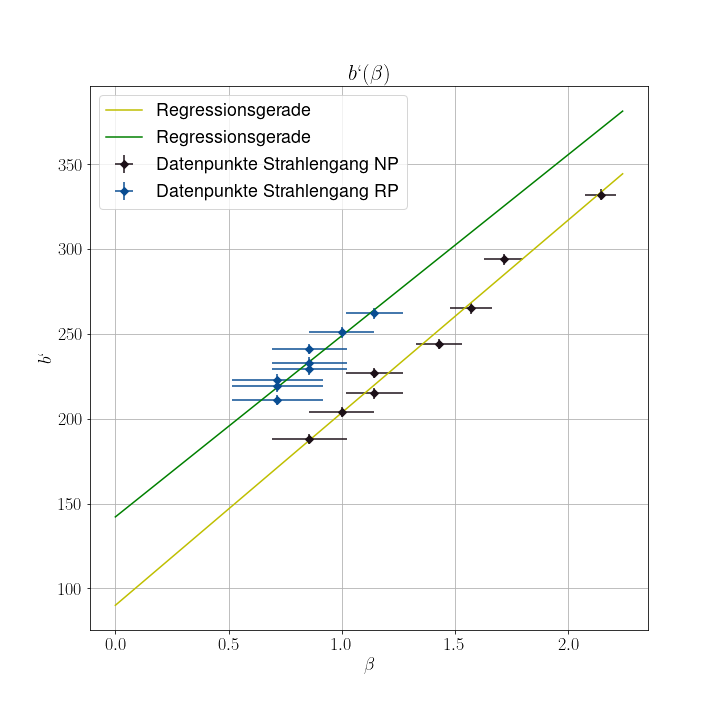 b‘(β)
Regressionsgerade
Regressionsgerade
Datenpunkte Strahlengang NP
Datenpunkte Strahlengang RP
350
300
250
200
150
100
b‘
0.0 0.5 1.0 1.5 2.0
β